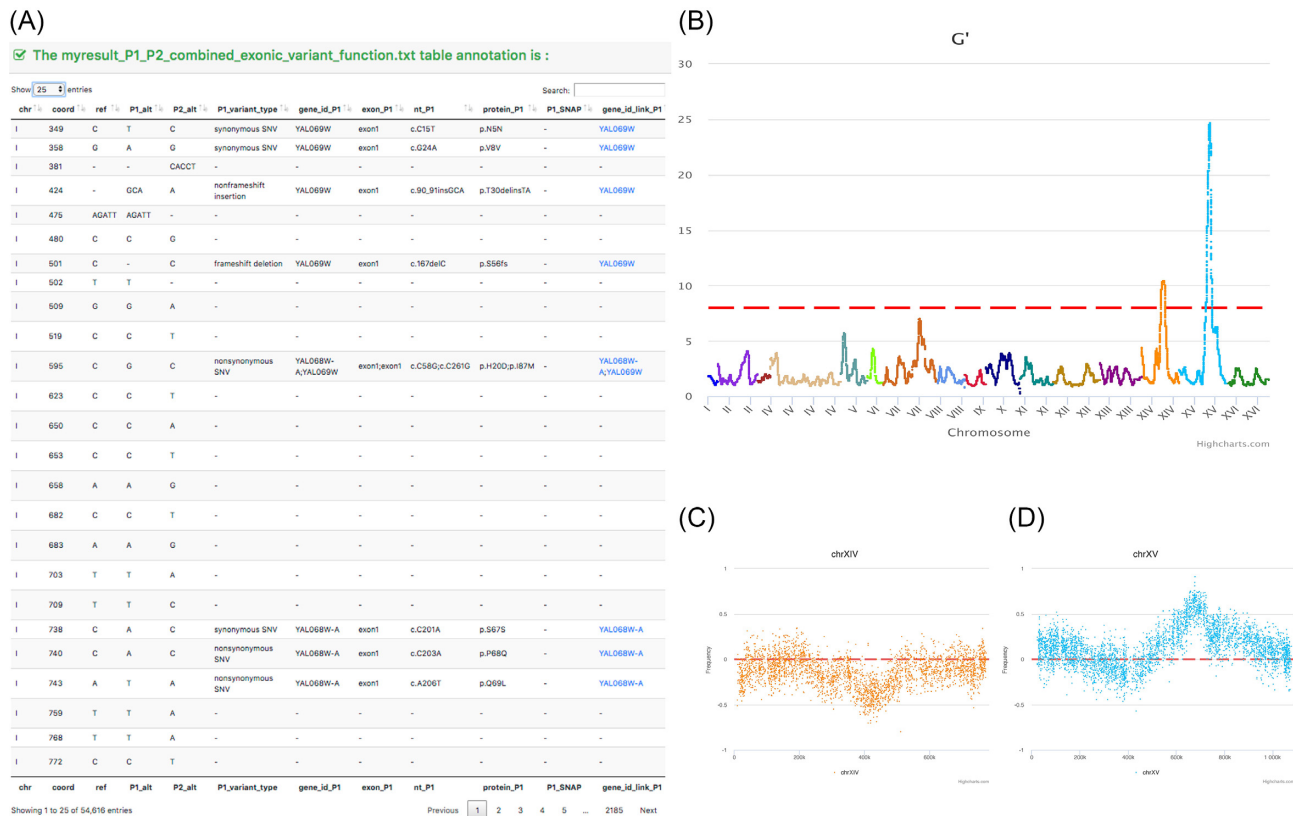 (A)
The myresult_P1_P2_combined_exonic_variant_function.txt table annotation is :
Show 25 entries Search:
chr coord ref P1_alt P2_alt P1_variant_type gene_id_P1 exon_P1 nt_P1 protein_P1 P1_SNAP gene_id_link_P1
I 349 C T C synonymous SNV YAL069W exon1 c.C15T p.N5N - YAL069W
I 358 G A G synonymous SNV YAL069W exon1 c.G24A p.V8V - YAL069W
I 381 - - CACCT - - - - - - -
I 424 - GCA A nonframeshift insertion YAL069W exon1 c.90_91insGCA p.T30delinsTA - YAL069W
I 475 AGATT AGATT - - - - - - - -
I 480 C C G - - - - - - -
I 501 C - C frameshift deletion YAL069W exon1 c.167delC p.S56fs - YAL069W
I 502 T T - - - - - - - -
I 509 G G A - - - - - - -
I 519 C C T - - - - - - -
I 595 C G C nonsynonymous SNV YAL068W-A;YAL069W exon1;exon1 c.C58G;c.C261G p.H20D;p.I87M - YAL068W-A;YAL069W
I 623 C C T - - - - - - -
I 650 C C A - - - - - - -
I 653 C C T - - - - - - -
I 658 A A G - - - - - - -
I 682 C C T - - - - - - -
I 683 A A G - - - - - - -
I 703 T T A - - - - - - -
I 709 T T C - - - - - - -
I 738 C A C synonymous SNV YAL068W-A exon1 c.C201A p.S67S - YAL068W-A
I 740 C A C nonsynonymous SNV YAL068W-A exon1 c.C203A p.P68Q - YAL068W-A
I 743 A T A nonsynonymous SNV YAL068W-A exon1 c.A206T p.Q69L - YAL068W-A
I 759 T T A - - - - - - -
I 768 T T A - - - - - - -
I 772 C C T - - - - - - -
chr coord ref P1_alt P2_alt P1_variant_type gene_id_P1 exon_P1 nt_P1 protein_P1 P1_SNAP gene_id_link_P1
Showing 1 to 25 of 54,616 entries Previous 1 2 3 4 5 ... 2185 Next
(B)
G'
30
25
20
15
10
5
0
I II II IV IV IV IV V VI VII VII VIII VIII IX X XI XI XII XII XIII XIII XIV XIV XV XV XVI XVI
Chromosome
Highcharts.com
(C)
chrXIV
1
0.5
0
-0.5
-1
Frequency
0 200k 400k 600k
chrXIV
Highcharts.com
(D)
chrXV
1
0.5
0
-0.5
-1
Frequency
0 200k 400k 600k 800k 1 000k
chrXV
Highcharts.com